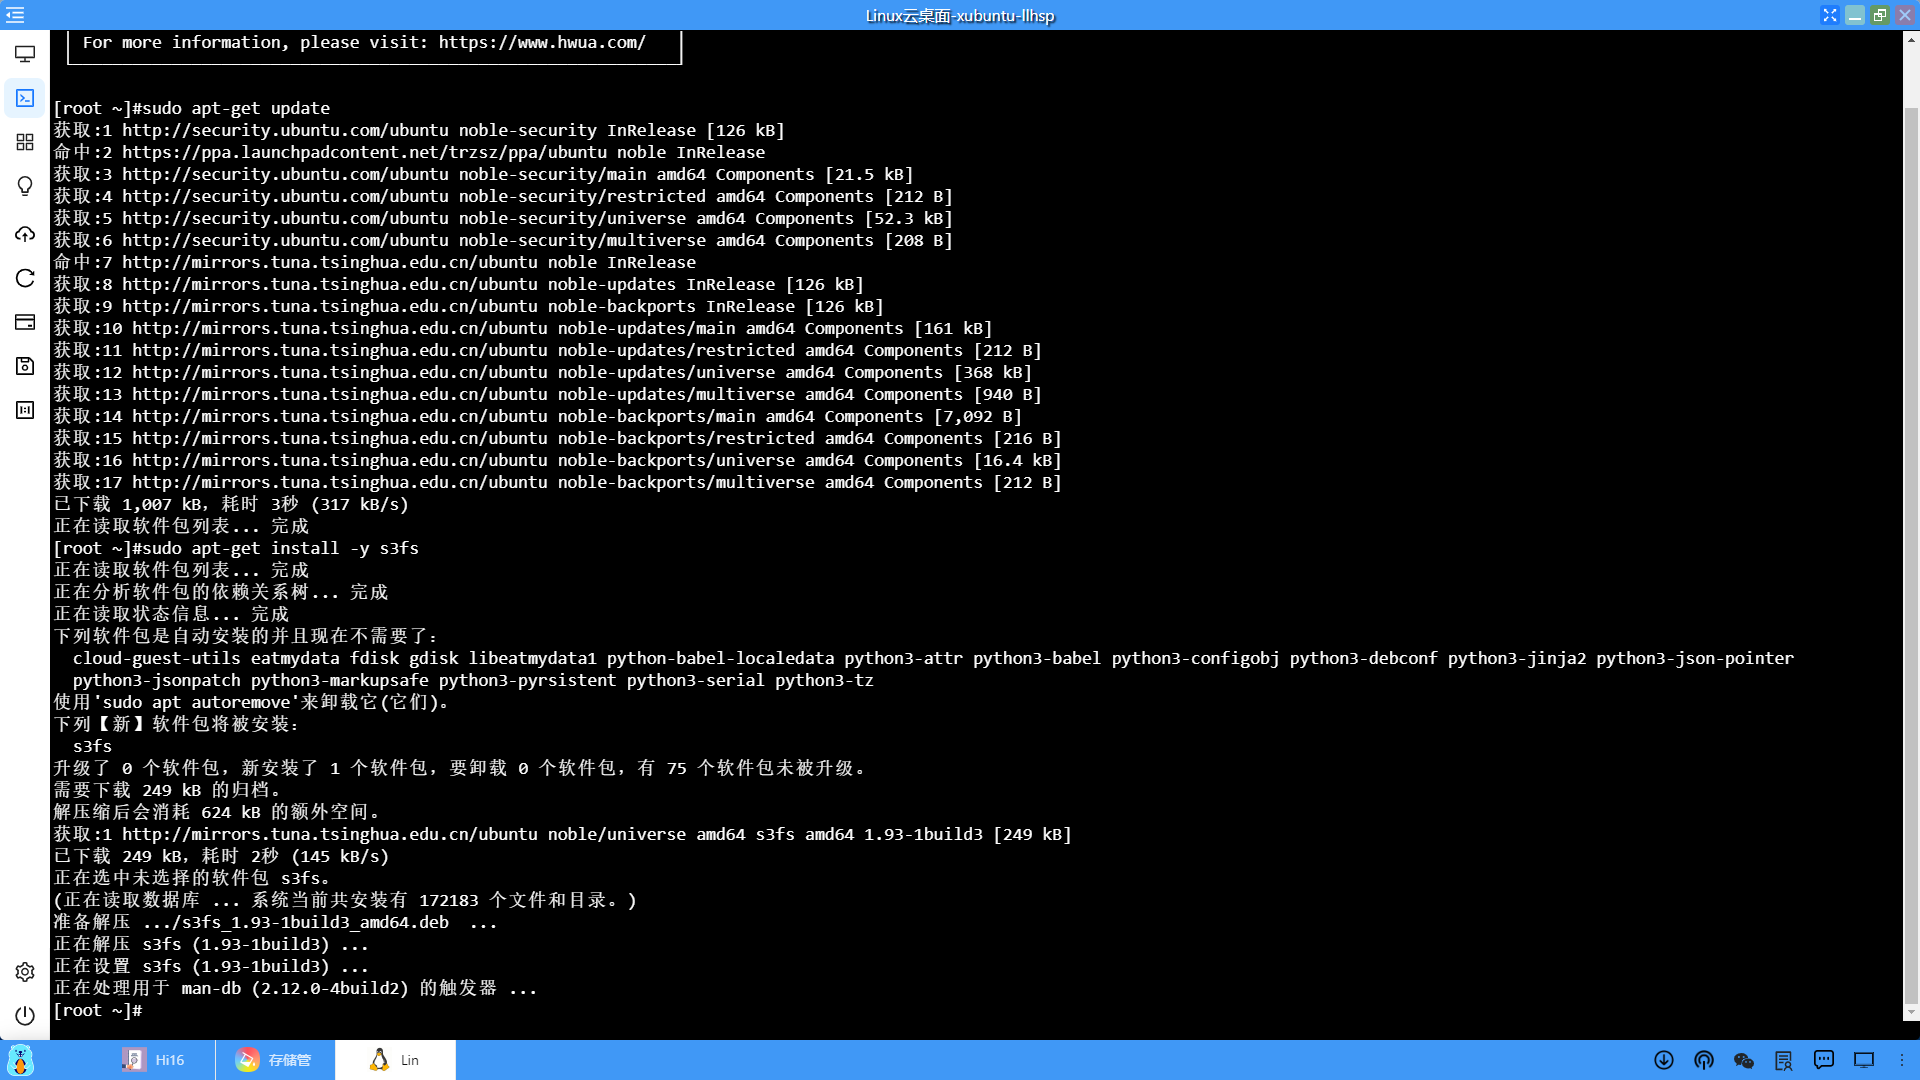 Linux云桌面-xubuntu-llhsp
For more information, please visit: https://www.hwua.com/
[root ~]#sudo apt-get update
获取:1 http://security.ubuntu.com/ubuntu noble-security InRelease [126 kB]
命中:2 https://ppa.launchpadcontent.net/trzsz/ppa/ubuntu noble InRelease
获取:3 http://security.ubuntu.com/ubuntu noble-security/main amd64 Components [21.5 kB]
获取:4 http://security.ubuntu.com/ubuntu noble-security/restricted amd64 Components [212 B]
获取:5 http://security.ubuntu.com/ubuntu noble-security/universe amd64 Components [52.3 kB]
获取:6 http://security.ubuntu.com/ubuntu noble-security/multiverse amd64 Components [208 B]
命中:7 http://mirrors.tuna.tsinghua.edu.cn/ubuntu noble InRelease
获取:8 http://mirrors.tuna.tsinghua.edu.cn/ubuntu noble-updates InRelease [126 kB]
获取:9 http://mirrors.tuna.tsinghua.edu.cn/ubuntu noble-backports InRelease [126 kB]
获取:10 http://mirrors.tuna.tsinghua.edu.cn/ubuntu noble-updates/main amd64 Components [161 kB]
获取:11 http://mirrors.tuna.tsinghua.edu.cn/ubuntu noble-updates/restricted amd64 Components [212 B]
获取:12 http://mirrors.tuna.tsinghua.edu.cn/ubuntu noble-updates/universe amd64 Components [368 kB]
获取:13 http://mirrors.tuna.tsinghua.edu.cn/ubuntu noble-updates/multiverse amd64 Components [940 B]
获取:14 http://mirrors.tuna.tsinghua.edu.cn/ubuntu noble-backports/main amd64 Components [7,092 B]
获取:15 http://mirrors.tuna.tsinghua.edu.cn/ubuntu noble-backports/restricted amd64 Components [216 B]
获取:16 http://mirrors.tuna.tsinghua.edu.cn/ubuntu noble-backports/universe amd64 Components [16.4 kB]
获取:17 http://mirrors.tuna.tsinghua.edu.cn/ubuntu noble-backports/multiverse amd64 Components [212 B]
已下载 1,007 kB，耗时 3秒 (317 kB/s)
正在读取软件包列表... 完成
[root ~]#sudo apt-get install -y s3fs
正在读取软件包列表... 完成
正在分析软件包的依赖关系树... 完成
正在读取状态信息... 完成
下列软件包是自动安装的并且现在不需要了：
cloud-guest-utils eatmydata fdisk gdisk libeatmydata1 python-babel-localedata python3-attr python3-babel python3-configobj python3-debconf python3-jinja2 python3-json-pointer
python3-jsonpatch python3-markupsafe python3-pyrsistent python3-serial python3-tz
使用'sudo apt autoremove'来卸载它(它们)。
下列【新】软件包将被安装：
s3fs
升级了 0 个软件包，新安装了 1 个软件包，要卸载 0 个软件包，有 75 个软件包未被升级。
需要下载 249 kB 的归档。
解压缩后会消耗 624 kB 的额外空间。
获取:1 http://mirrors.tuna.tsinghua.edu.cn/ubuntu noble/universe amd64 s3fs amd64 1.93-1build3 [249 kB]
已下载 249 kB，耗时 2秒 (145 kB/s)
正在选中未选择的软件包 s3fs。
(正在读取数据库 ... 系统当前共安装有 172183 个文件和目录。)
准备解压 .../s3fs_1.93-1build3_amd64.deb  ...
正在解压 s3fs (1.93-1build3) ...
正在设置 s3fs (1.93-1build3) ...
正在处理用于 man-db (2.12.0-4build2) 的触发器 ...
[root ~]#
Hi16 存储管 Lin